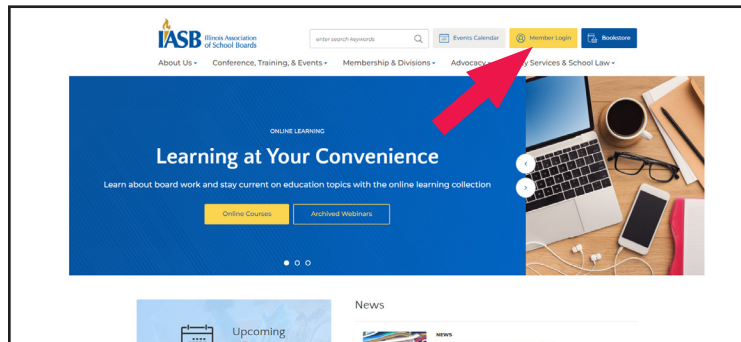 IASB Illinois Association
of School Boards
enter search keywords
Events Calendar
Member Login
Bookstore
About Us
Conference, Training, & Events
Membership & Divisions
Advocacy
Services & School Law
ONLINE LEARNING
Learning at Your Convenience
Learn about board work and stay current on education topics with the online learning collection
Online Courses
Archived Webinars
News
Upcoming
NEWS